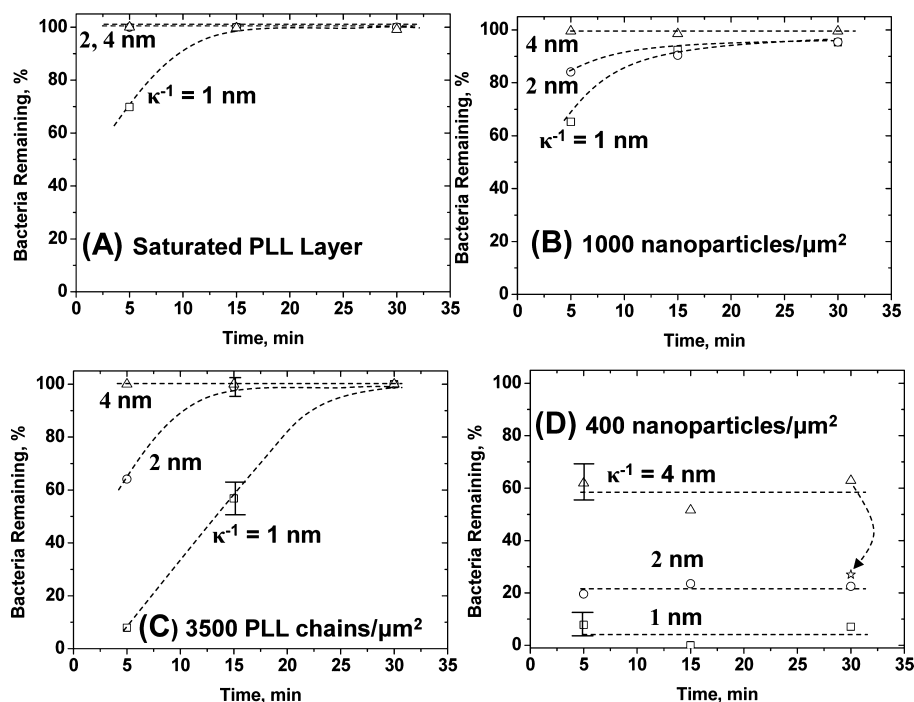 100
80
60
40
20
0
Bacteria Remaining, %
2, 4 nm
κ⁻¹ = 1 nm
(A) Saturated PLL Layer
0 5 10 15 20 25 30 35
Time, min
100
80
60
40
20
0
Bacteria Remaining, %
4 nm
2 nm
κ⁻¹ = 1 nm
(B) 1000 nanoparticles/µm²
0 5 10 15 20 25 30 35
Time, min
100
80
60
40
20
0
Bacteria Remaining, %
4 nm
2 nm
κ⁻¹ = 1 nm
(C) 3500 PLL chains/µm²
0 5 10 15 20 25 30 35
Time, min
100
80
60
40
20
0
Bacteria Remaining, %
(D) 400 nanoparticles/µm²
κ⁻¹ = 4 nm
2 nm
1 nm
0 5 10 15 20 25 30 35
Time, min